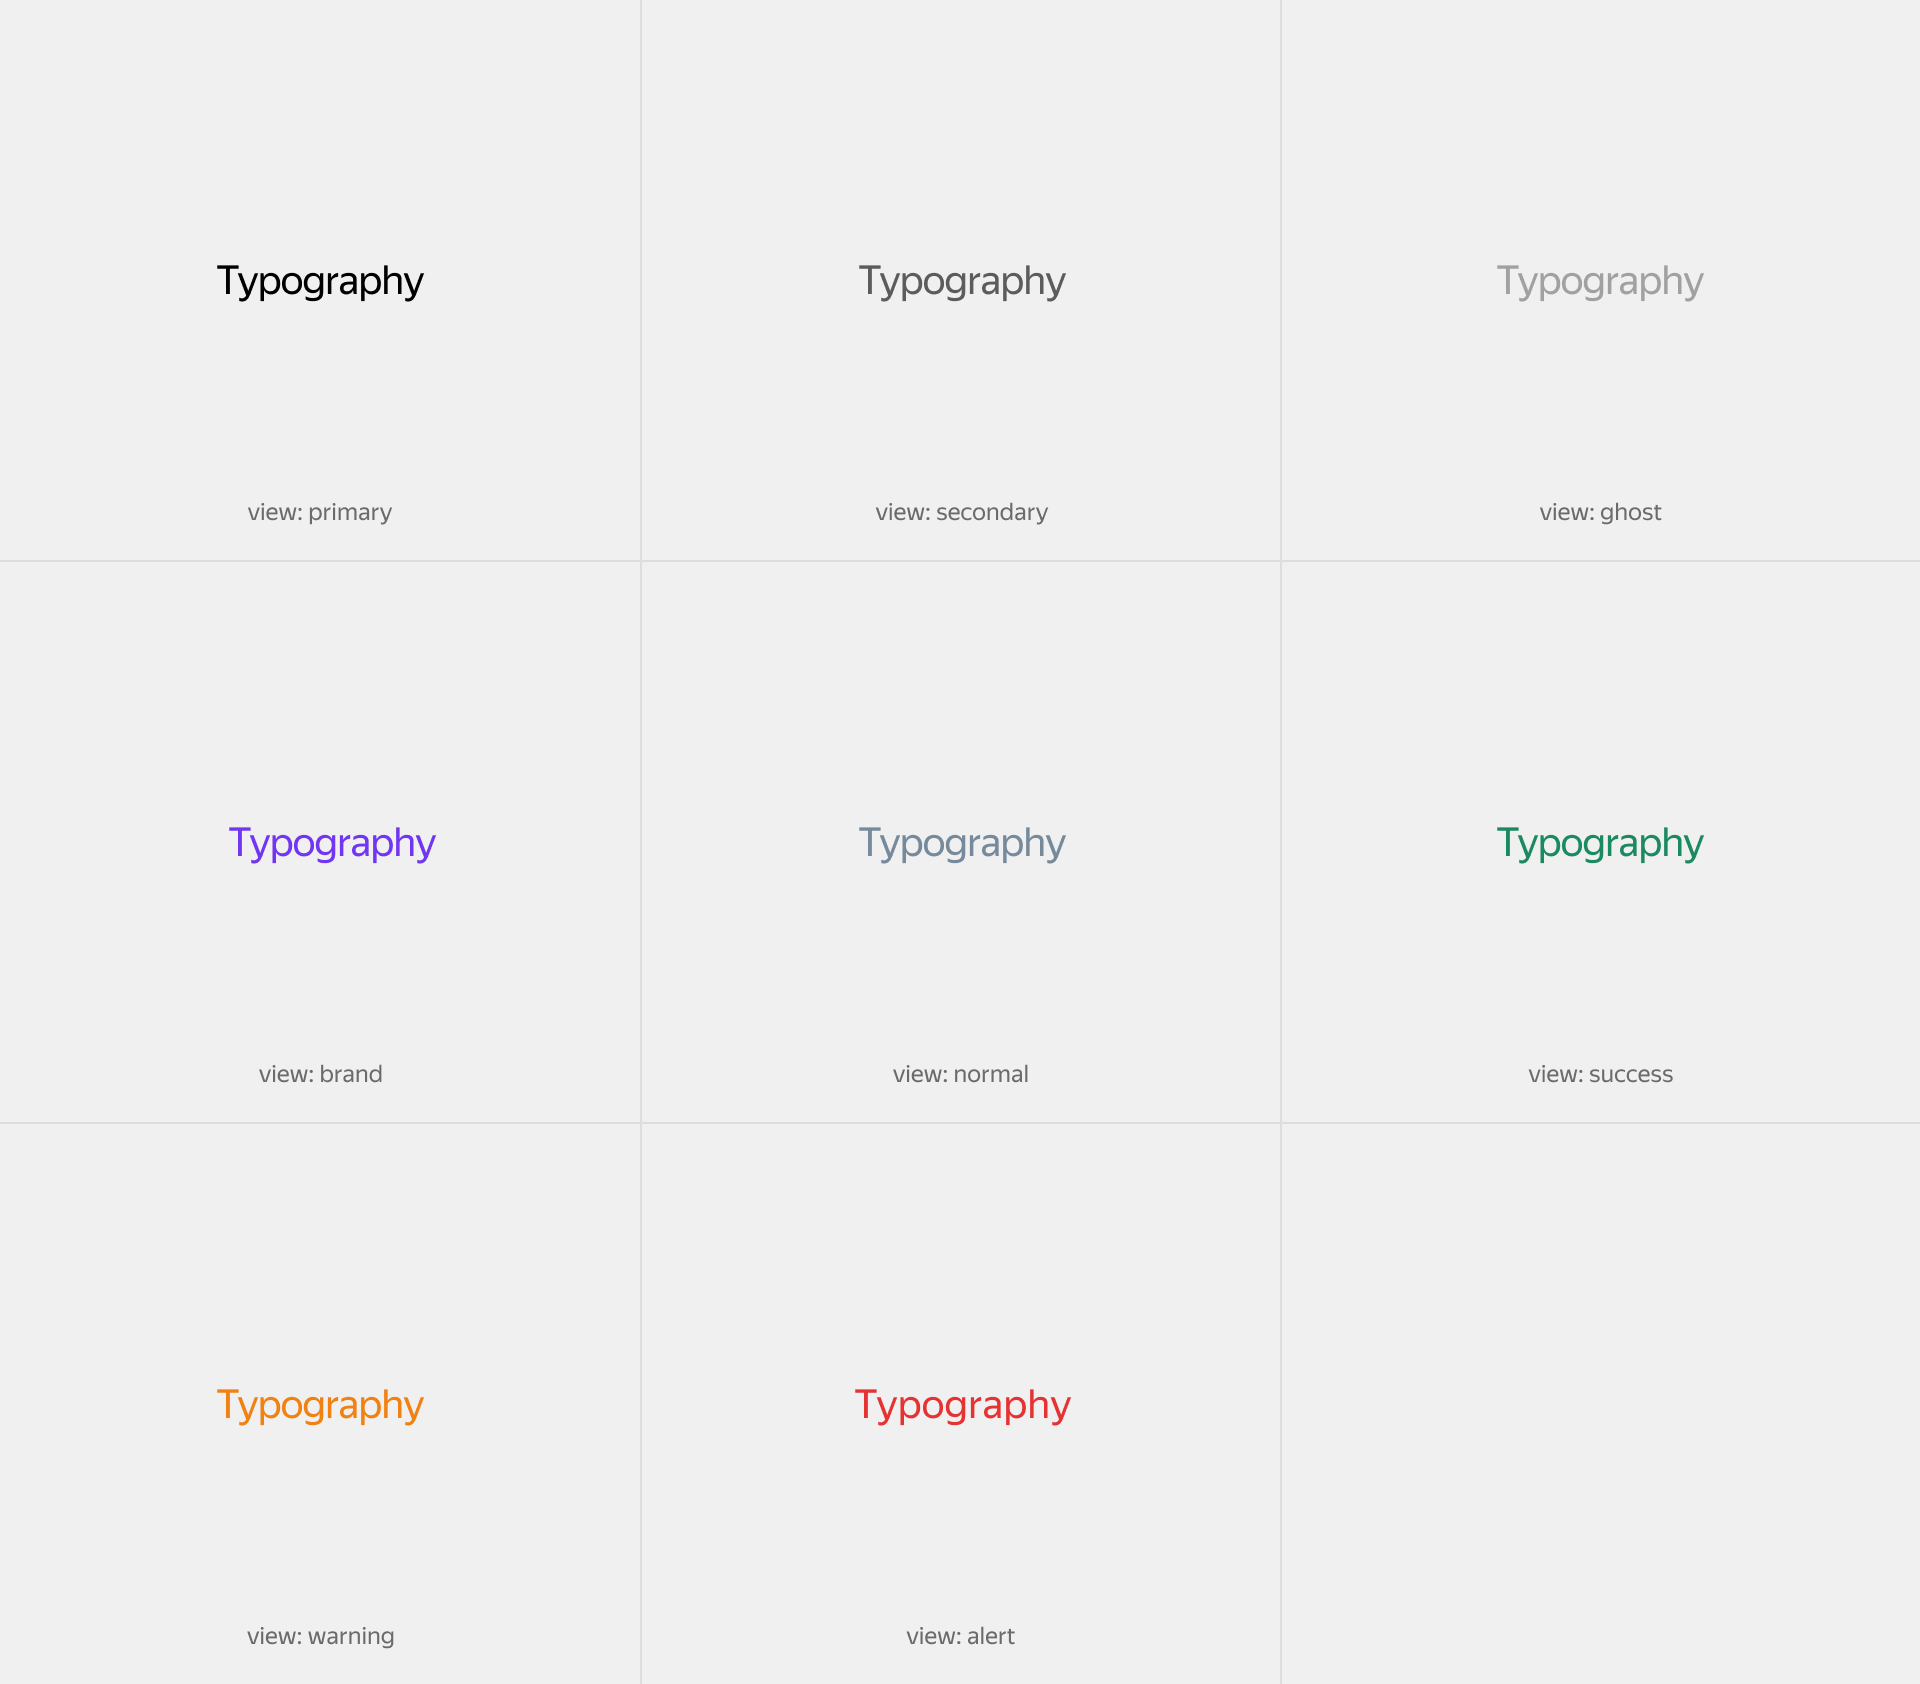 Typography
Typography
Typography
view: primary
view: secondary
view: ghost
Typography
Typography
Typography
view: brand
view: normal
view: success
Typography
Typography
view: warning
view: alert